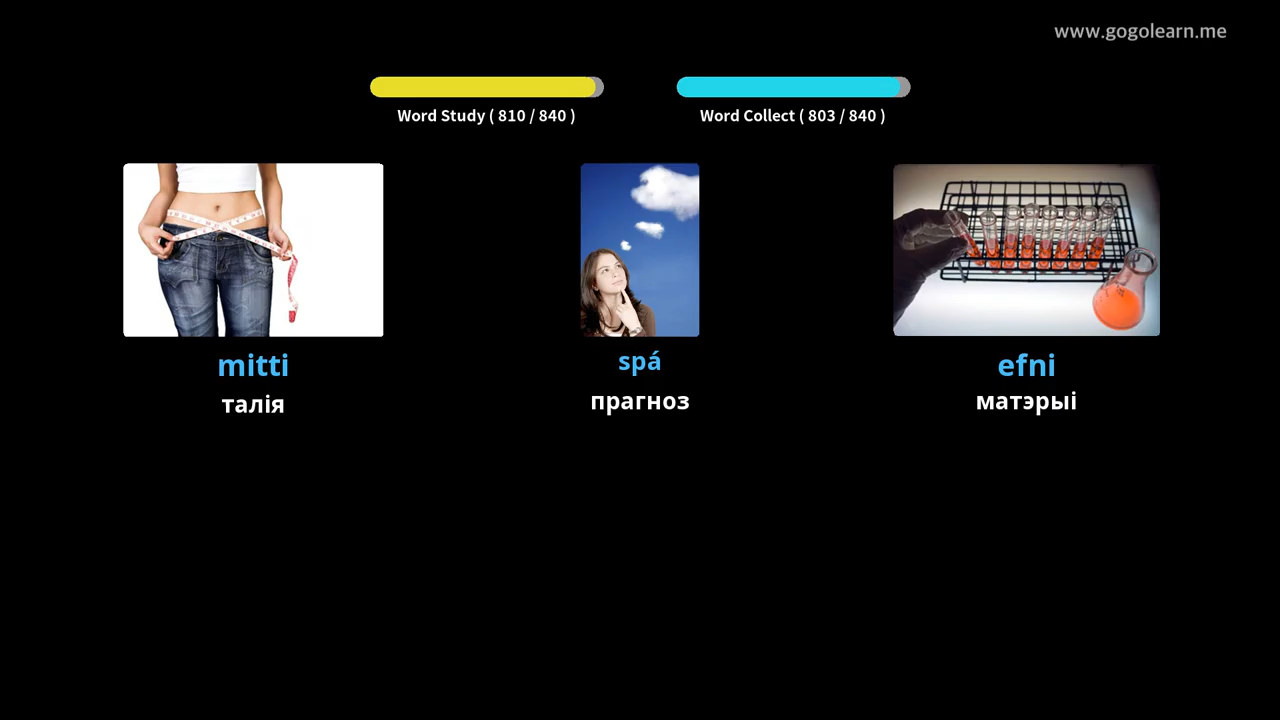 www.gogolearn.me
Word Study ( 810 / 840 )
Word Collect ( 803 / 840 )
mitti
талія
spá
прагноз
efni
матэрыі